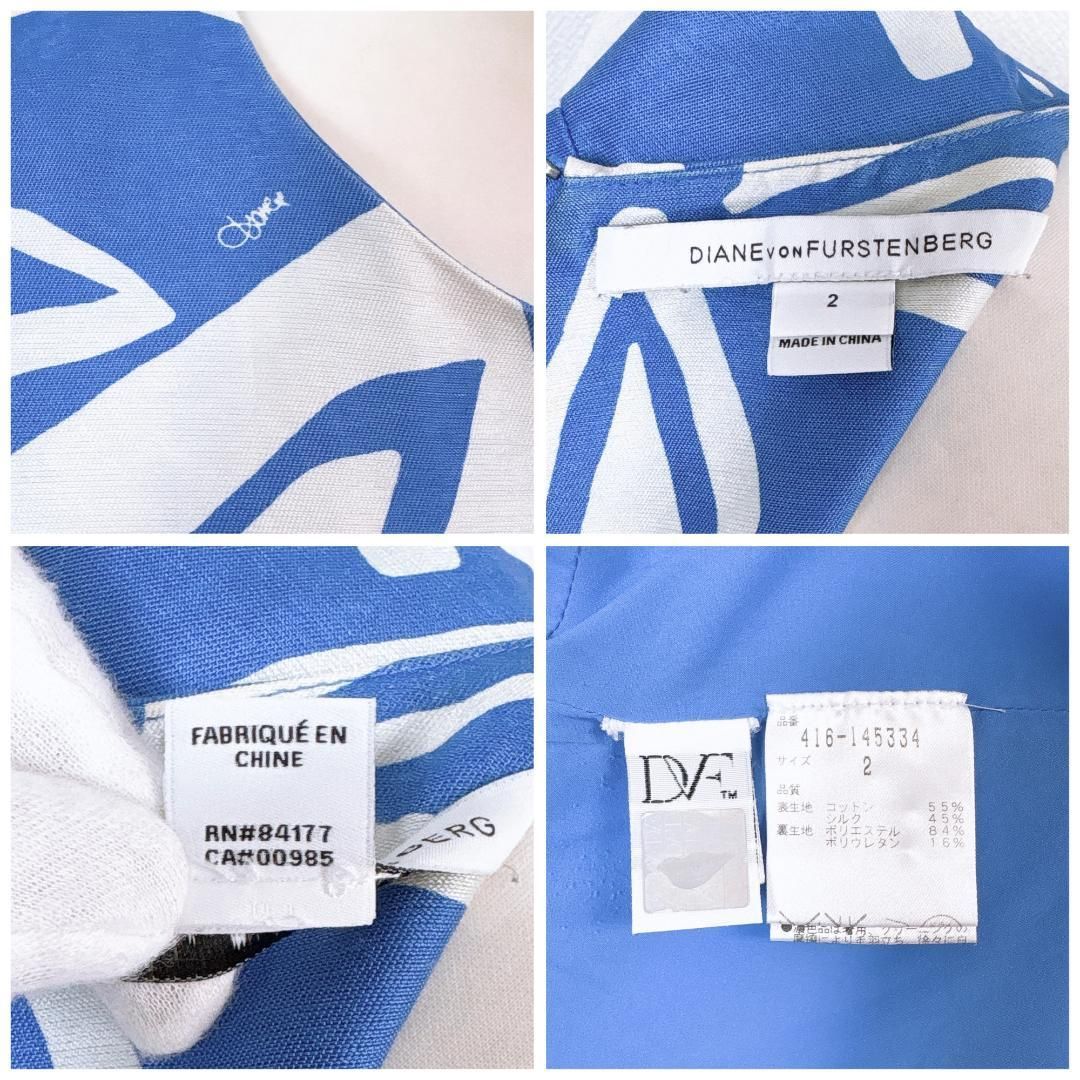 Diane
DIANE VON FURSTENBERG
2
MADE IN CHINA
FABRIQUÉ EN
CHINE
RN#84177
CA#00985
BERG
DVF
TM
品番
416-145334
サイズ
2
品質
表生地 コットン 55%
シルク 45%
裏生地 ポリエステル 84%
ポリウレタン 16%